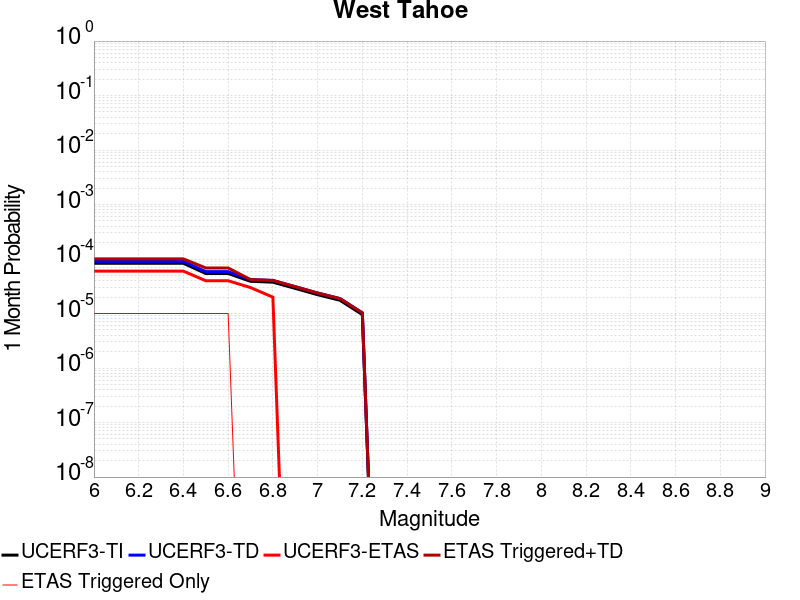 West Tahoe
1 Month Probability
10^0
10^-1
10^-2
10^-3
10^-4
10^-5
10^-6
10^-7
10^-8
6 6.2 6.4 6.6 6.8 7 7.2 7.4 7.6 7.8 8 8.2 8.4 8.6 8.8 9
Magnitude
UCERF3-TI UCERF3-TD UCERF3-ETAS ETAS Triggered+TD
ETAS Triggered Only